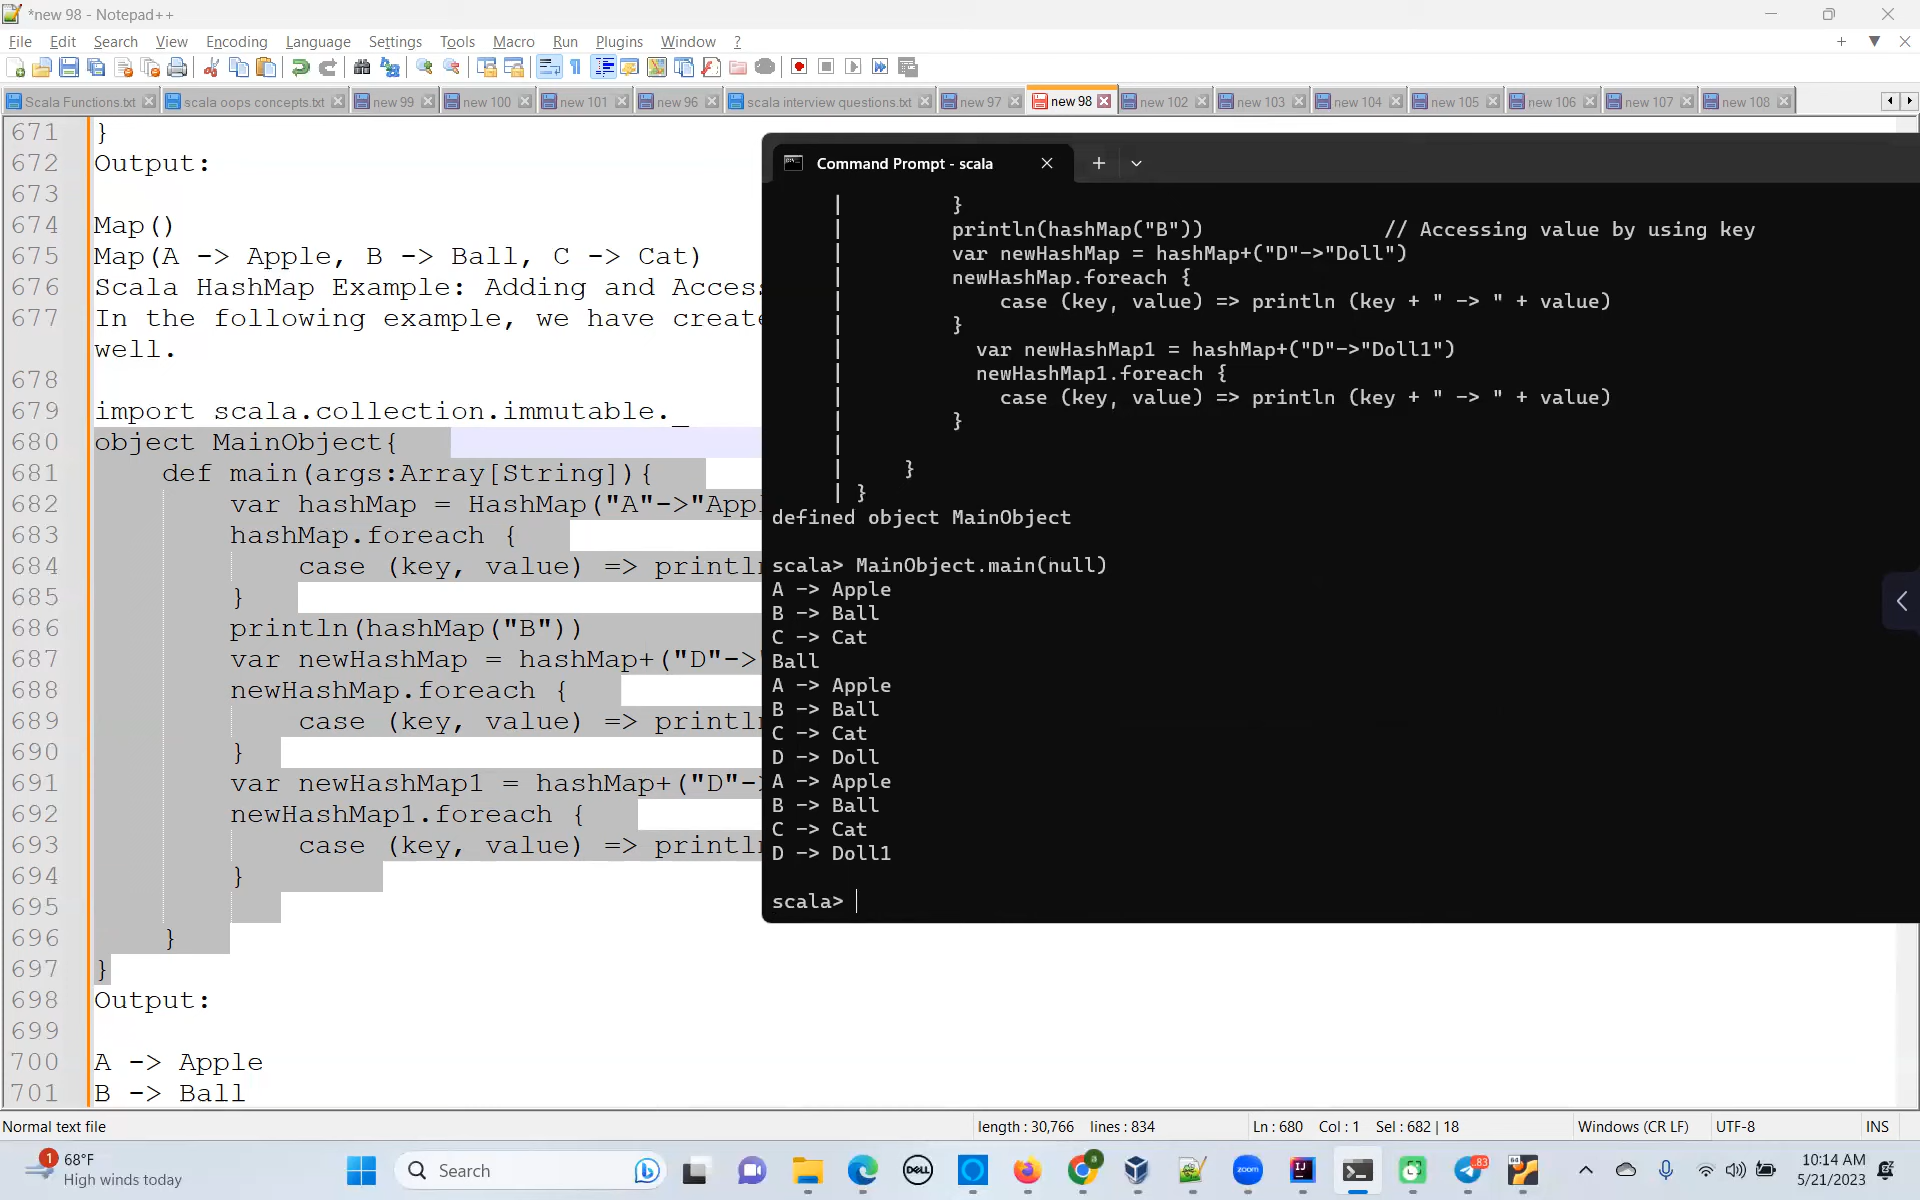 *new 98 - Notepad++
File Edit Search View Encoding Language Settings Tools Macro Run Plugins Window ?
Scala Functions.txt scala oops concepts.txt new 99 new 100 new 101 new 96 scala interview questions.txt new 97 new 98 new 102 new 103 new 104 new 105 new 106 new 107 new 108
671 }
672 Output:
673
674 Map()
675 Map(A -> Apple, B -> Ball, C -> Cat)
676 Scala HashMap Example: Adding and Acces
677 In the following example, we have create
well.
678
679 import scala.collection.immutable._
680 object MainObject{
681 def main(args:Array[String]){
682 var hashMap = HashMap("A"->"Appl
683 hashMap.foreach {
684 case (key, value) => println
685 }
686 println(hashMap("B"))
687 var newHashMap = hashMap+("D"->"
688 newHashMap.foreach {
689 case (key, value) => println
690 }
691 var newHashMap1 = hashMap+("D"->
692 newHashMap1.foreach {
693 case (key, value) => println
694 }
695
696 }
697 }
698 Output:
699
700 A -> Apple
701 B -> Ball
Command Prompt - scala
| }
| println(hashMap("B")) // Accessing value by using key
| var newHashMap = hashMap+("D"->"Doll")
| newHashMap.foreach {
| case (key, value) => println (key + " -> " + value)
| }
| var newHashMap1 = hashMap+("D"->"Doll1")
| newHashMap1.foreach {
| case (key, value) => println (key + " -> " + value)
| }
|
| }
| }
defined object MainObject
scala> MainObject.main(null)
A -> Apple
B -> Ball
C -> Cat
Ball
A -> Apple
B -> Ball
C -> Cat
D -> Doll
A -> Apple
B -> Ball
C -> Cat
D -> Doll1
scala>
Normal text file length : 30,766 lines : 834 Ln : 680 Col : 1 Sel : 682 | 18 Windows (CR LF) UTF-8 INS
1 68°F
High winds today
Search
DELL
zoom
83
10:14 AM
5/21/2023